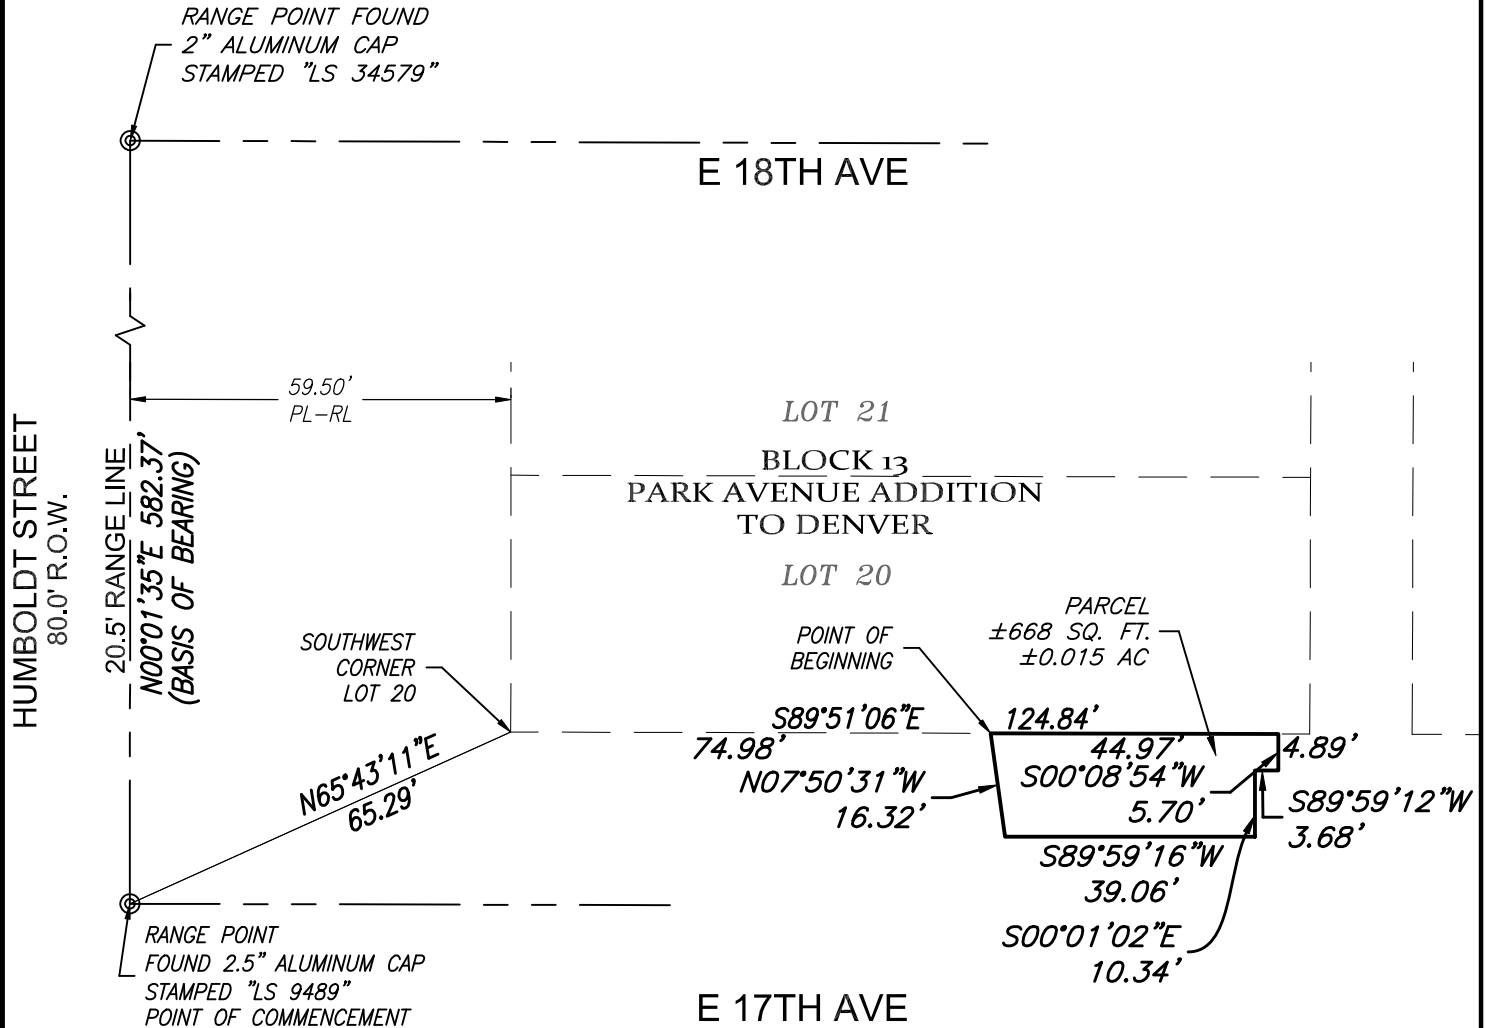 RANGE POINT FOUND
2" ALUMINUM CAP
STAMPED "LS 34579"
E 18TH AVE
59.50'
PL-RL
LOT 21
BLOCK 13
PARK AVENUE ADDITION
TO DENVER
LOT 20
HUMBOLDT STREET
80.0' R.O.W.
20.5' RANGE LINE
N00°01'35"E 582.37'
(BASIS OF BEARING)
SOUTHWEST
CORNER
LOT 20
N65°43'11"E
65.29'
POINT OF
BEGINNING
PARCEL
±668 SQ. FT.
±0.015 AC
S89°51'06"E 124.84'
74.98'
44.97'
4.89'
N07°50'31"W
16.32'
S00°08'54"W
5.70'
S89°59'12"W
3.68'
S89°59'16"W
39.06'
S00°01'02"E
10.34'
RANGE POINT
FOUND 2.5" ALUMINUM CAP
STAMPED "LS 9489"
POINT OF COMMENCEMENT
E 17TH AVE